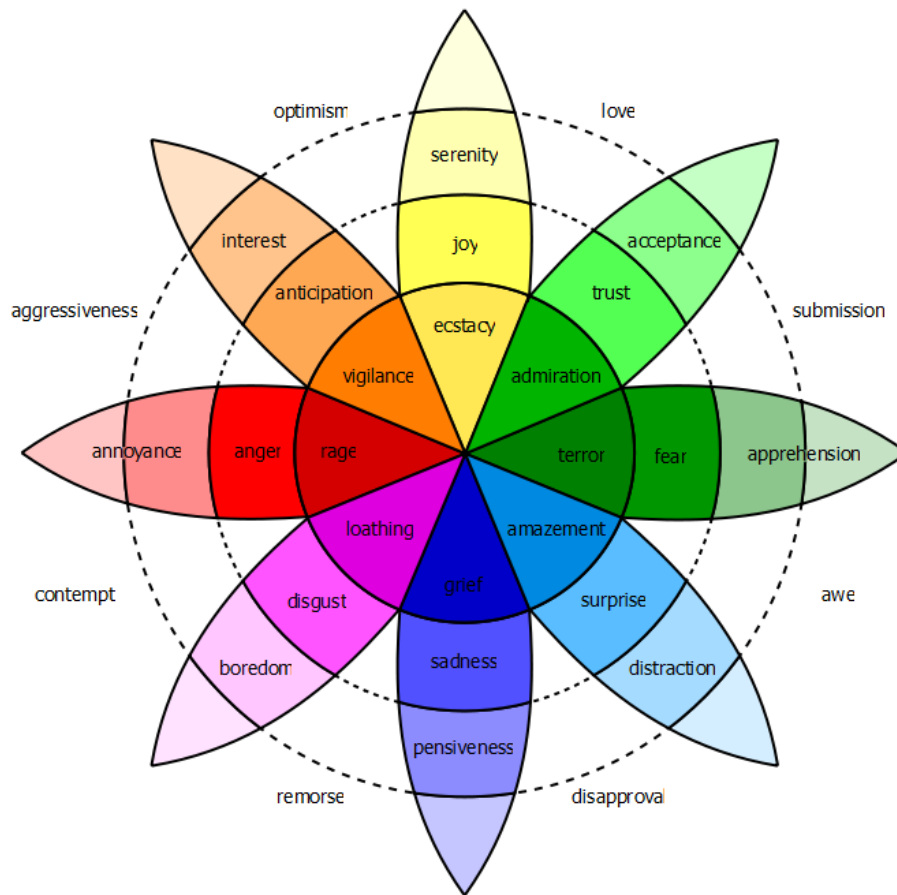 optimism
love
serenity
interest
joy
acceptance
anticipation
trust
aggressiveness
submission
ecstacy
vigilance
admiration
annoyance
anger
rage
terror
fear
apprehension
loathing
amazement
grief
disgust
surprise
contempt
awe
boredom
sadness
distraction
pensiveness
remorse
disapproval